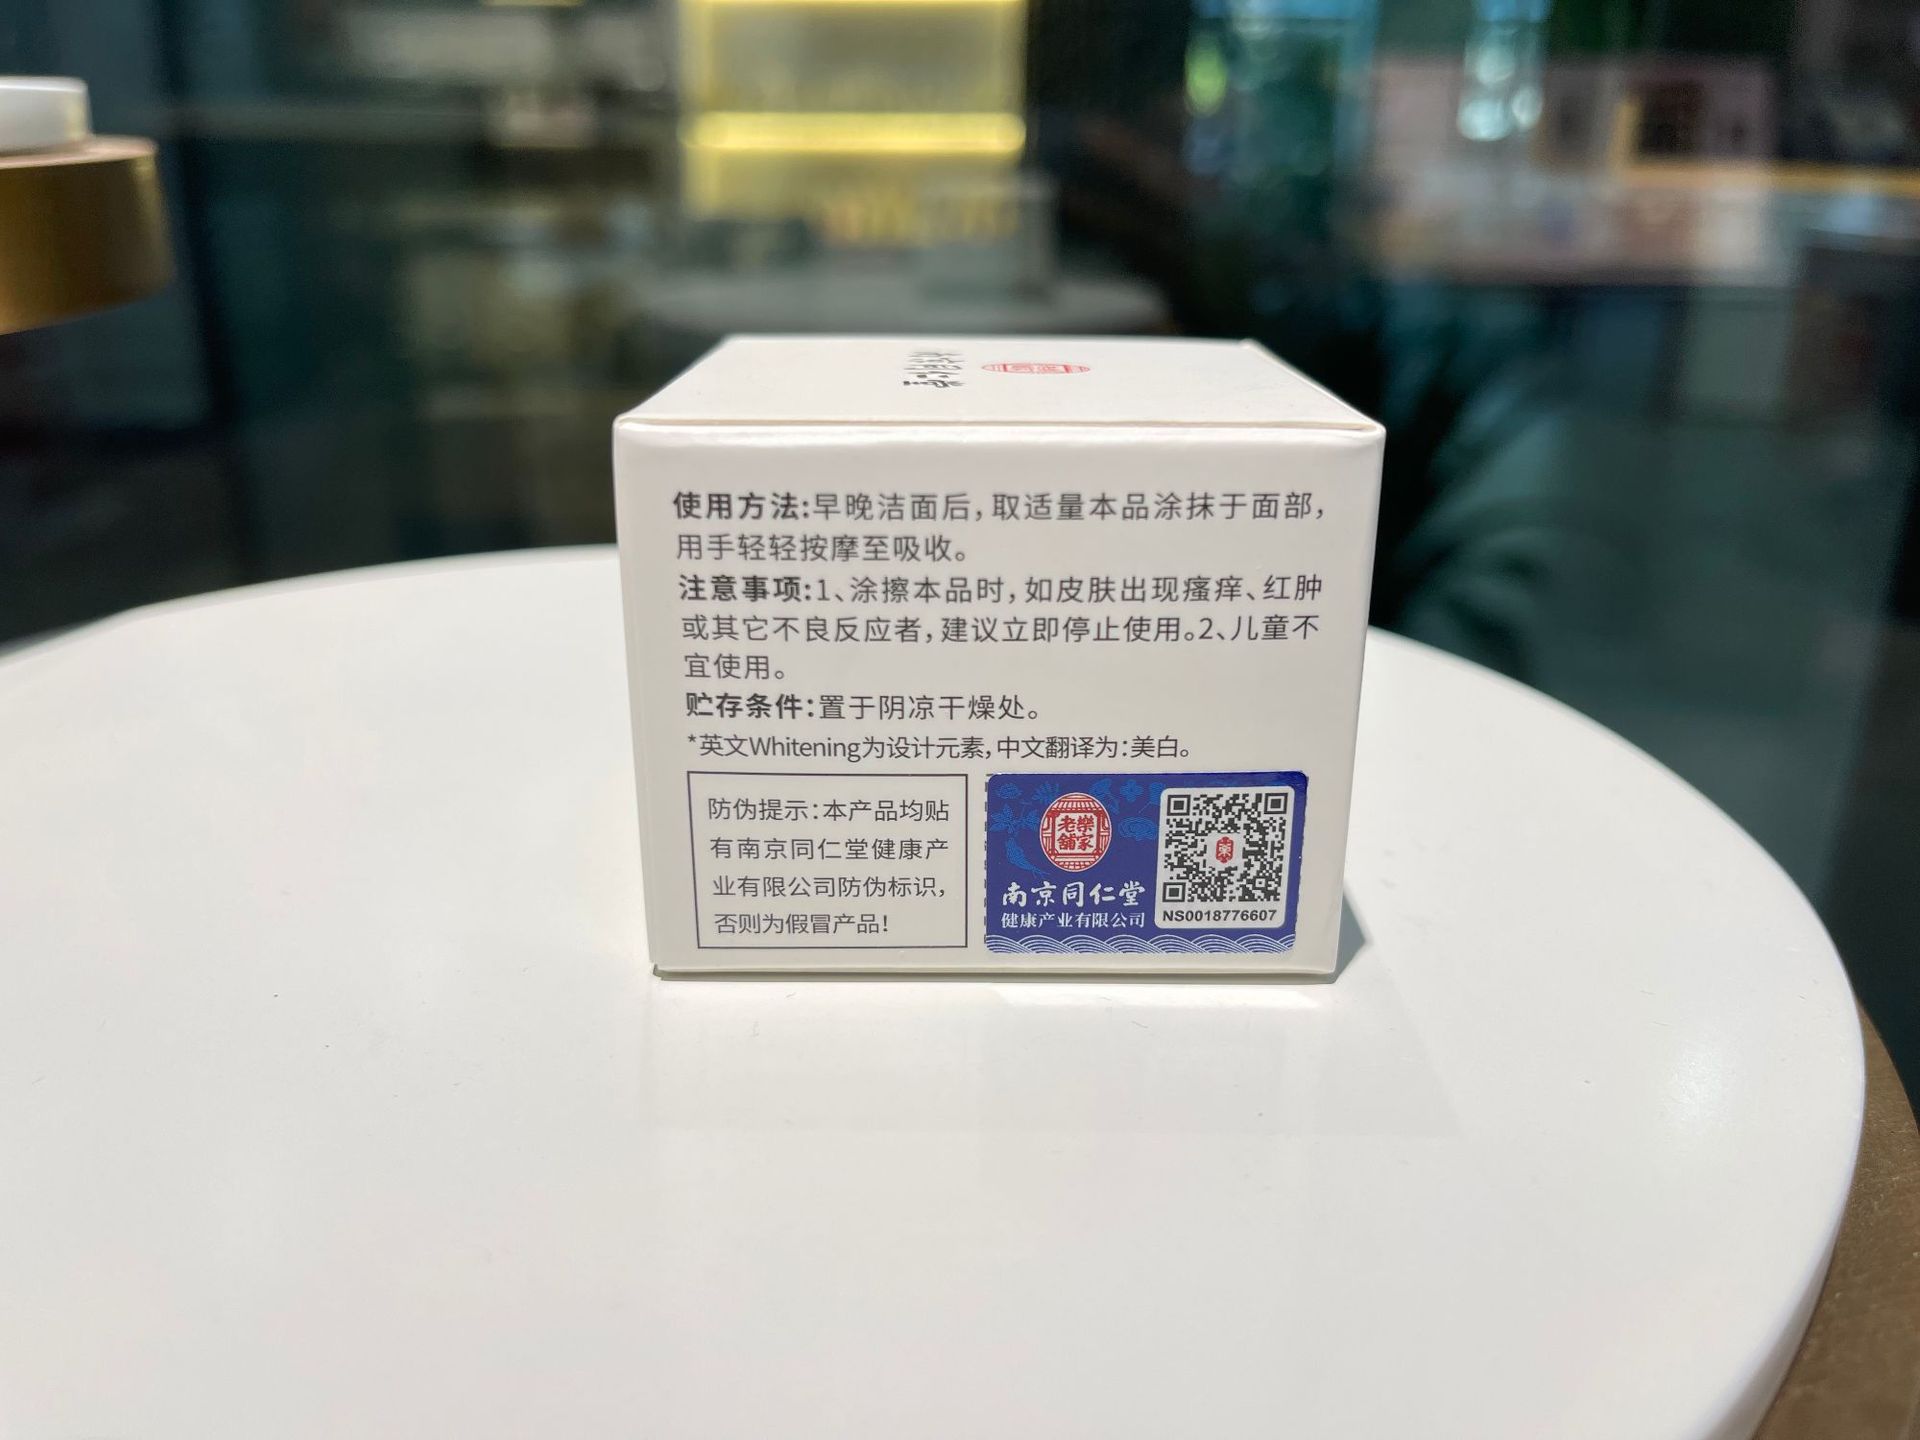 使用方法:早晚洁面后,取适量本品涂抹于面部,
用手轻轻按摩至吸收。
注意事项:1、涂擦本品时,如皮肤出现瘙痒、红肿
或其它不良反应者,建议立即停止使用。2、儿童不
宜使用。
贮存条件:置于阴凉干燥处。
*英文Whitening为设计元素,中文翻译为:美白。
防伪提示:本产品均贴
有南京同仁堂健康产
业有限公司防伪标识,
否则为假冒产品!
樂家
老舖
南京同仁堂
健康产业有限公司
NS0018776607